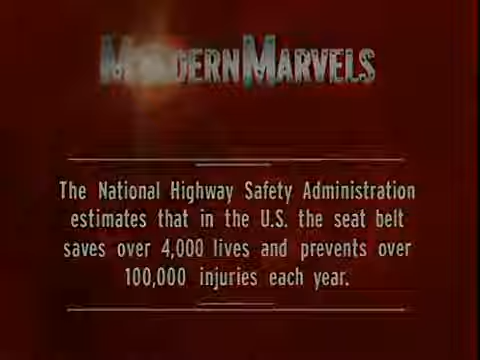 MODERN MARVELS
The National Highway Safety Administration
estimates that in the U.S. the seat belt
saves over 4,000 lives and prevents over
100,000 injuries each year.